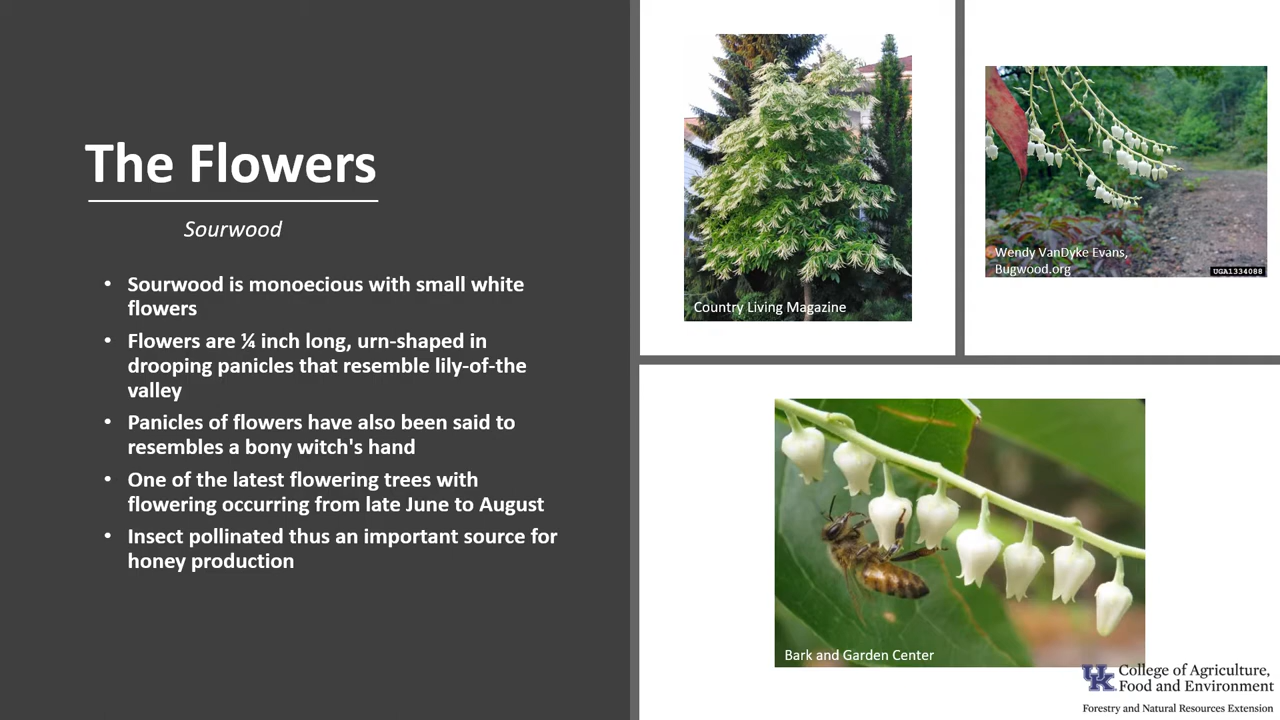 The Flowers
Sourwood
• Sourwood is monoecious with small white
flowers
• Flowers are ¼ inch long, urn-shaped in
drooping panicles that resemble lily-of-the
valley
• Panicles of flowers have also been said to
resembles a bony witch's hand
• One of the latest flowering trees with
flowering occurring from late June to August
• Insect pollinated thus an important source for
honey production
Country Living Magazine
Wendy VanDyke Evans,
Bugwood.org
UGA1334088
Bark and Garden Center
UK College of Agriculture,
Food and Environment
Forestry and Natural Resources Extension